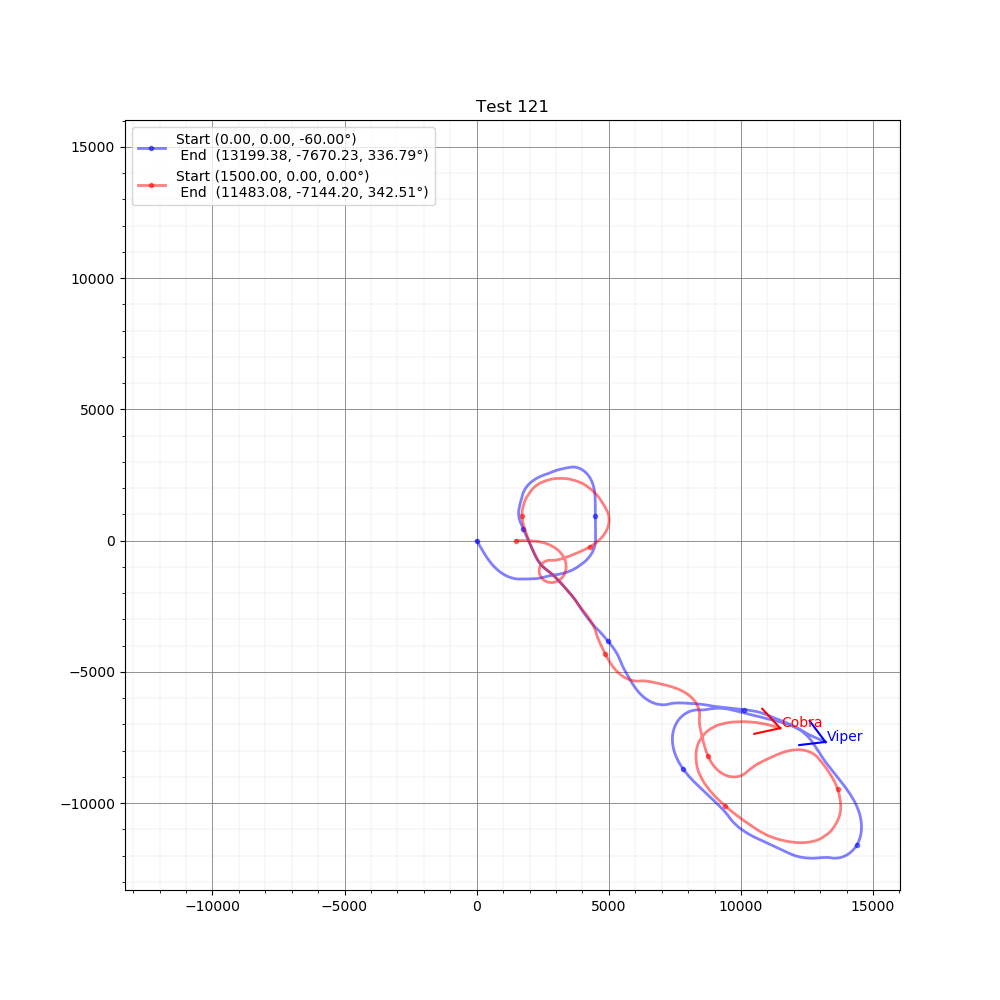 Test 121
Start (0.00, 0.00, -60.00°)
End  (13199.38, -7670.23, 336.79°)
Start (1500.00, 0.00, 0.00°)
End  (11483.08, -7144.20, 342.51°)
15000
10000
5000
0
−5000
−10000
Cobra
Viper
−10000
−5000
0
5000
10000
15000